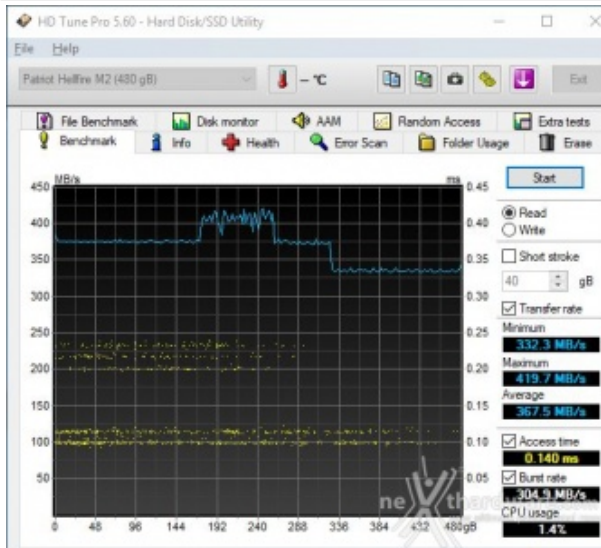 HD Tune Pro 5.60 - Hard Disk/SSD Utility
File Help
Patriot Hellfire M2 (480 gB)
– °C
Exit
File Benchmark Disk monitor AAM Random Access Extra tests
Benchmark Info Health Error Scan Folder Usage Erase
MB/s
ms
450
400
350
300
250
200
150
100
50
0.45
0.40
0.35
0.30
0.25
0.20
0.15
0.10
0.05
0 48 96 144 192 240 288 336 384 432 480gB
Start
Read
Write
Short stroke
40 gB
Transfer rate
Minimum
332.3 MB/s
Maximum
419.7 MB/s
Average
367.5 MB/s
Access time
0.140 ms
Burst rate
304.9 MB/s
CPU usage
1.4%